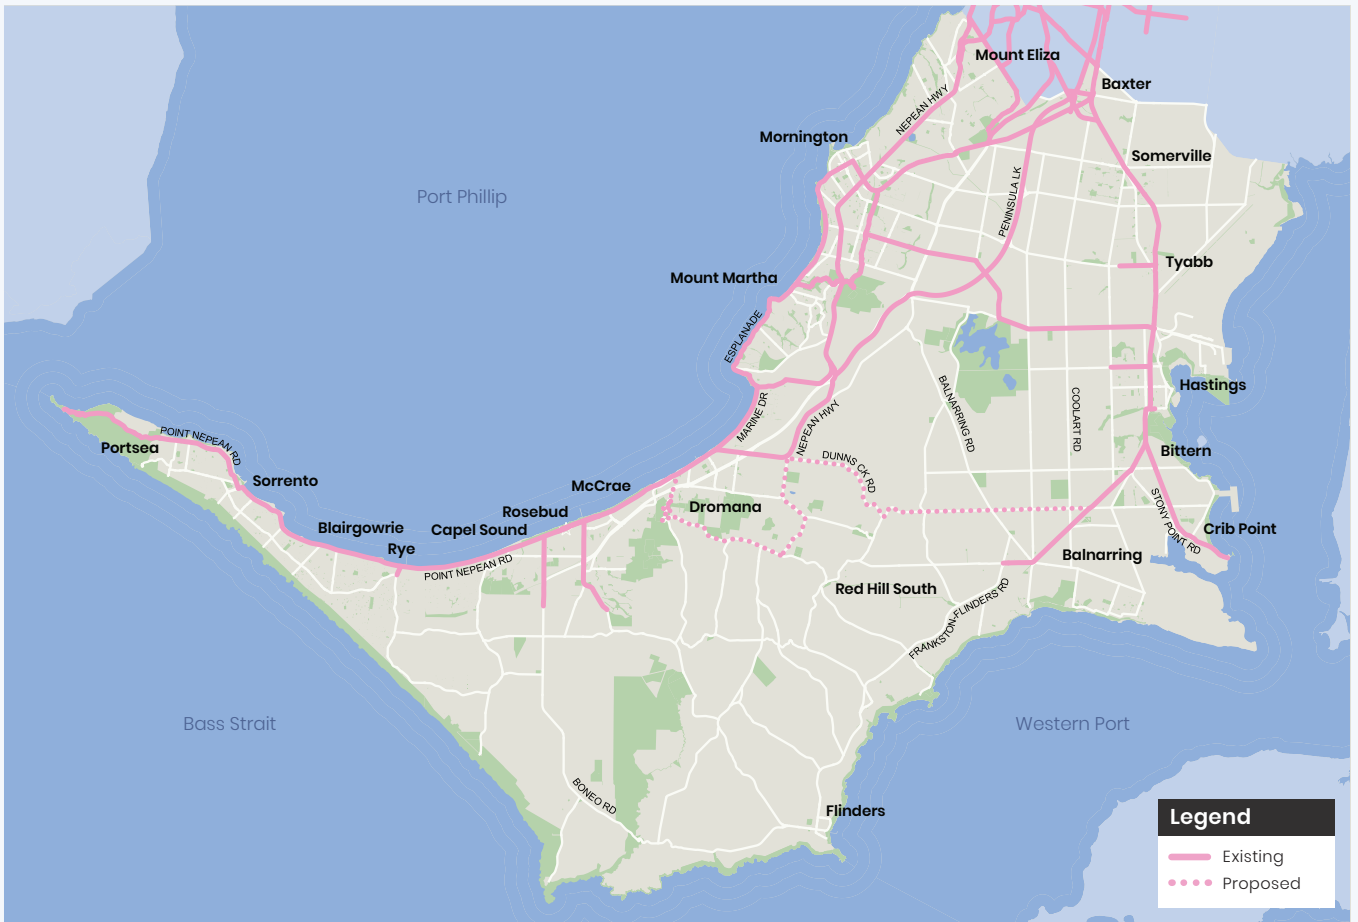 Mount Eliza
Baxter
NEPEAN HWY
Mornington
Somerville
Port Phillip
PENINSULA LK
Tyabb
Mount Martha
ESPLANADE
Hastings
BALNARRING RD
COOLART RD
MARINE DR
NEPEAN HWY
POINT NEPEAN RD
Portsea
Bittern
DUNNS CK RD
Sorrento
McCrae
STONY POINT RD
Rosebud
Dromana
Blairgowrie
Capel Sound
Crib Point
Rye
Balnarring
POINT NEPEAN RD
Red Hill South
FRANKSTON-FLINDERS RD
Bass Strait
Western Port
BONEO RD
Flinders
Legend
Existing
Proposed